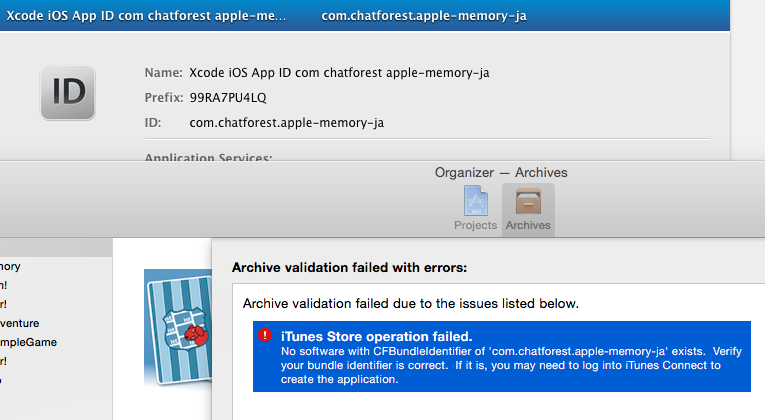 Xcode iOS App ID com chatforest apple-me... com.chatforest.apple-memory-ja
ID
Name: Xcode iOS App ID com chatforest apple-memory-ja
Prefix: 99RA7PU4LQ
ID: com.chatforest.apple-memory-ja
Application Services:
Organizer — Archives
Projects Archives
Archive validation failed with errors:
Archive validation failed due to the issues listed below.
iTunes Store operation failed.
No software with CFBundleIdentifier of 'com.chatforest.apple-memory-ja' exists. Verify
your bundle identifier is correct. If it is, you may need to log into iTunes Connect to
create the application.
nory
n!
r!
venture
mpleGame
r!